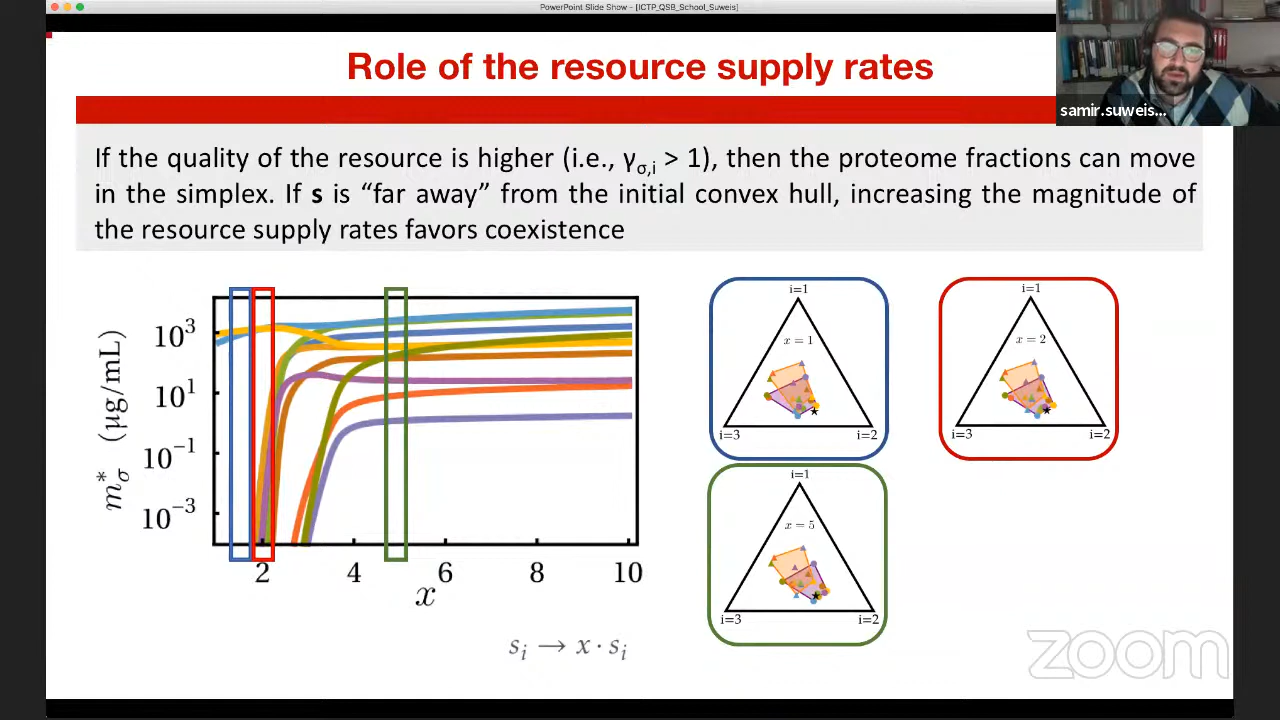 PowerPoint Slide Show - [ICTP_QSB_School_Suweis]
Role of the resource supply rates
samir.suweis...
If the quality of the resource is higher (i.e., γσ,i > 1), then the proteome fractions can move
in the simplex. If s is “far away” from the initial convex hull, increasing the magnitude of
the resource supply rates favors coexistence
m*σ (μg/mL)
10³
10¹
10⁻¹
10⁻³
2 4 6 8 10
x
si → x · si
i=1
x = 1
i=3 i=2
i=1
x = 2
i=3 i=2
i=1
x = 5
i=3 i=2
zoom